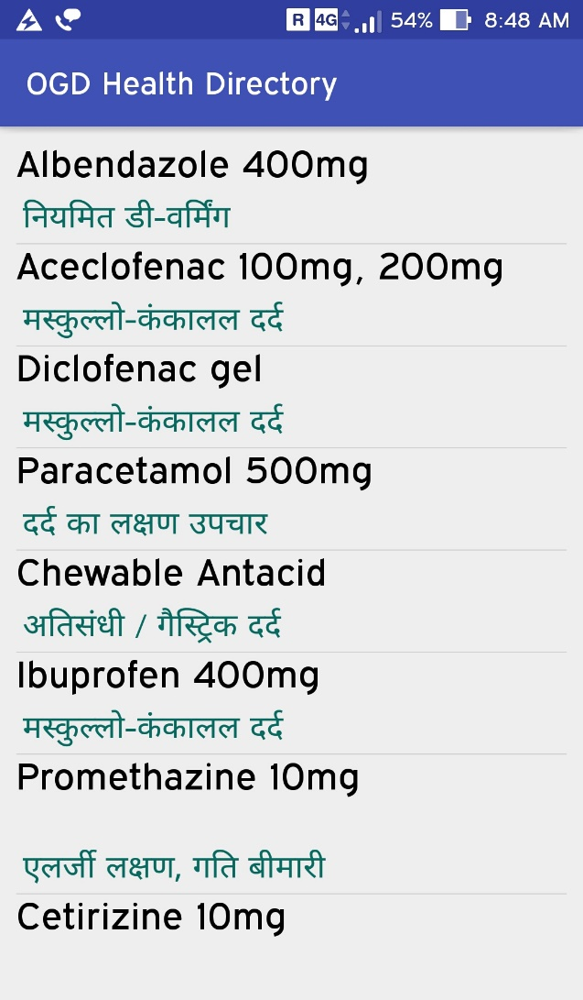 R 4G 54% 8:48 AM
OGD Health Directory
Albendazole 400mg
नियमित डी-वर्मिंग
Aceclofenac 100mg, 200mg
मस्कुल्लो-कंकालल दर्द
Diclofenac gel
मस्कुल्लो-कंकालल दर्द
Paracetamol 500mg
दर्द का लक्षण उपचार
Chewable Antacid
अतिसंधी / गैस्ट्रिक दर्द
Ibuprofen 400mg
मस्कुल्लो-कंकालल दर्द
Promethazine 10mg
एलर्जी लक्षण, गति बीमारी
Cetirizine 10mg